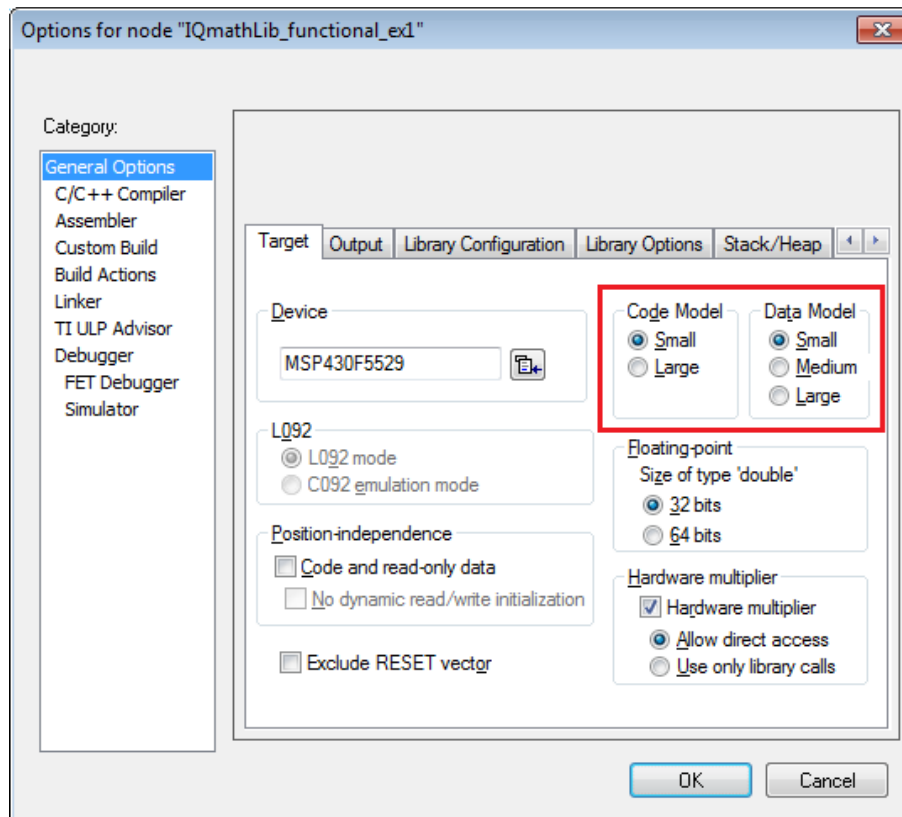 Options for node "IQmathLib_functional_ex1"
Category:
General Options
C/C++ Compiler
Assembler
Custom Build
Build Actions
Linker
TI ULP Advisor
Debugger
FET Debugger
Simulator
Target Output Library Configuration Library Options Stack/Heap
Device
MSP430F5529
Code Model
Small
Large
Data Model
Small
Medium
Large
L092
L092 mode
C092 emulation mode
Floating-point
Size of type 'double'
32 bits
64 bits
Position-independence
Code and read-only data
No dynamic read/write initialization
Hardware multiplier
Hardware multiplier
Allow direct access
Use only library calls
Exclude RESET vector
OK Cancel